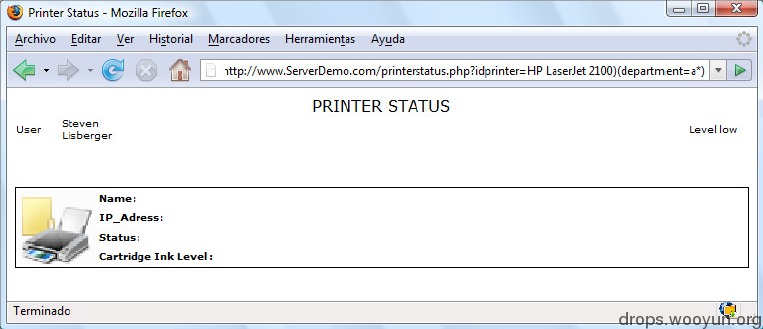 Printer Status - Mozilla Firefox
Archivo Editar Ver Historial Marcadores Herramientas Ayuda
http://www.ServerDemo.com/printerstatus.php?idprinter=HP LaserJet 2100)(department=a*)
PRINTER STATUS
User Steven Lisberger Level low
Name:
IP_Adress:
Status:
Cartridge Ink Level:
Terminado
drops.wooyun.org